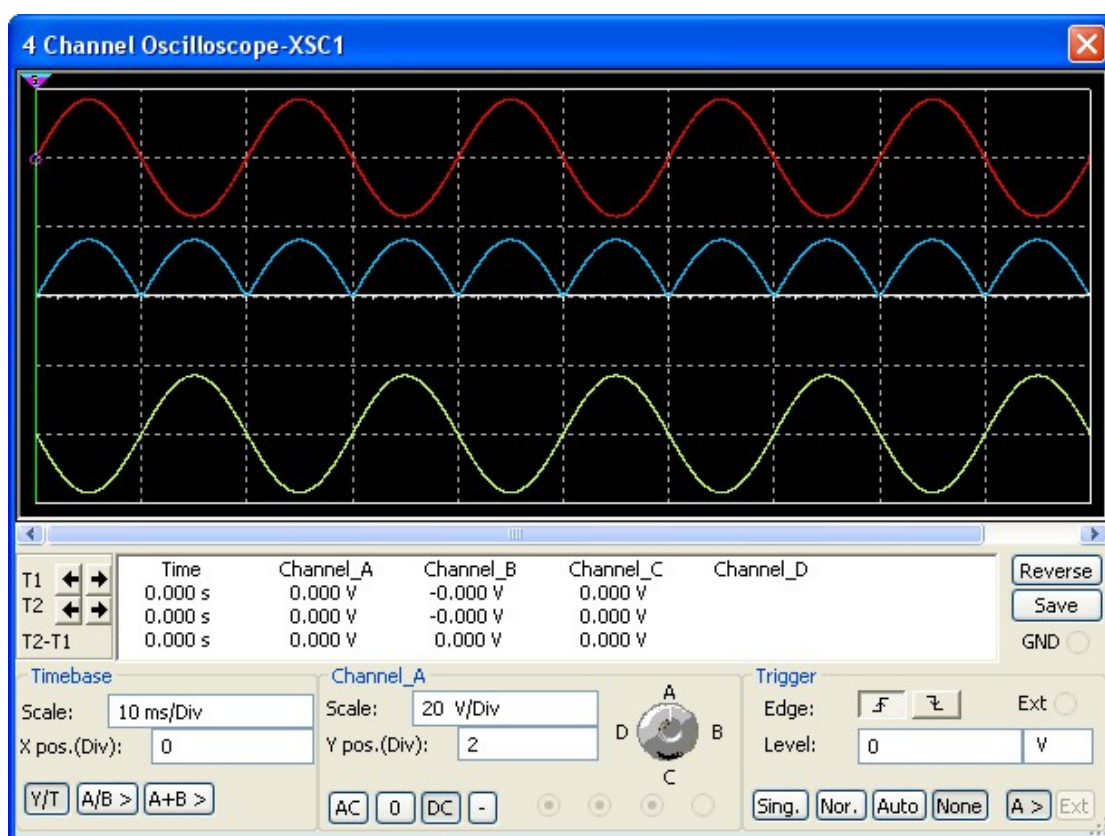 4 Channel Oscilloscope-XSC1
Time Channel_A Channel_B Channel_C Channel_D
T1 0.000 s 0.000 V -0.000 V 0.000 V
T2 0.000 s 0.000 V -0.000 V 0.000 V
T2-T1 0.000 s 0.000 V 0.000 V 0.000 V
Reverse
Save
GND
Timebase
Scale: 10 ms/Div
X pos.(Div): 0
Y/T A/B > A+B >
Channel_A
Scale: 20 V/Div
Y pos.(Div): 2
AC 0 DC -
A
D B
C
Trigger
Edge: Ext
Level: 0 V
Sing. Nor. Auto None A > Ext